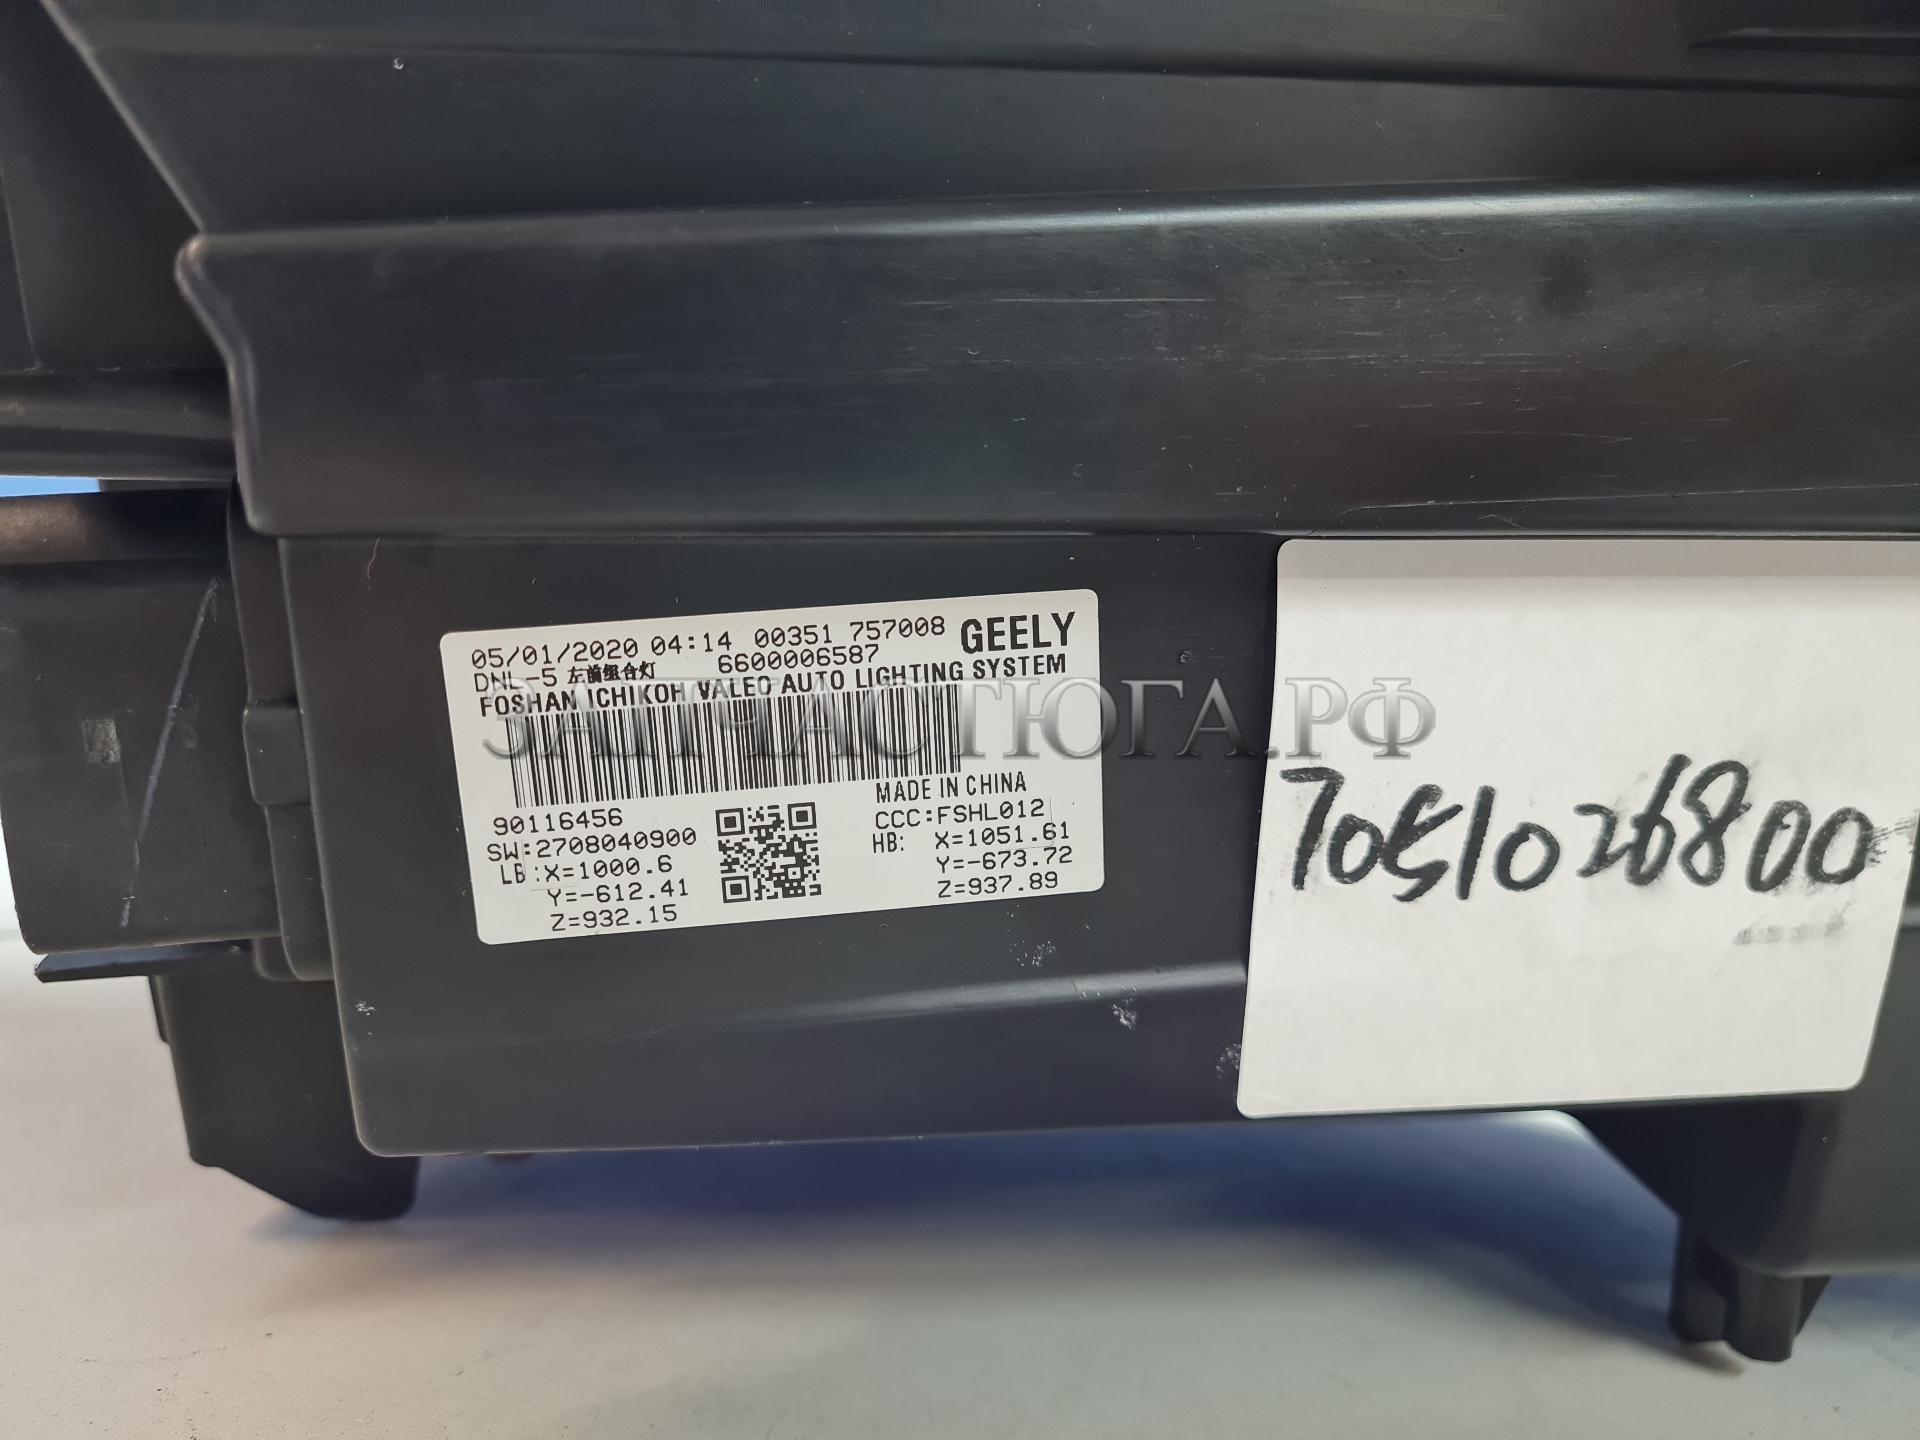 05/01/2020 04:14 00351 757008 GEELY
DNL-5 左前组合灯 6600006587
FOSHAN ICHIKOH VALEO AUTO LIGHTING SYSTEM
ЗАПЧАСТЮГА.РФ
MADE IN CHINA
90116456 CCC:FSHL012
SW:2708040900 HB: X=1051.61
LB:X=1000.6 Y=-673.72
Y=-612.41 Z=937.89
Z=932.15
7051026800